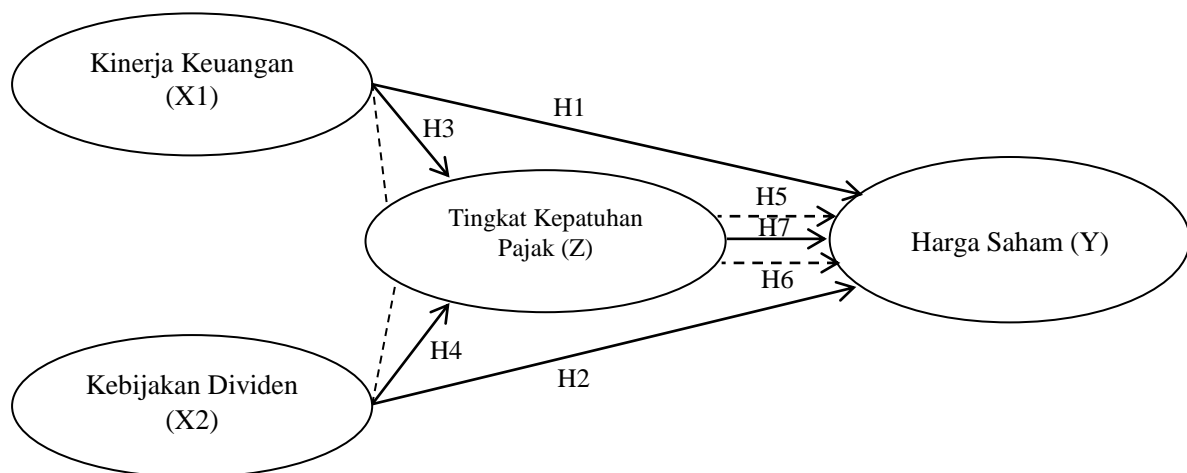 Kinerja Keuangan
(X1)
H1
H3
Tingkat Kepatuhan
Pajak (Z)
H5
H7
H6
Harga Saham (Y)
Kebijakan Dividen
(X2)
H4
H2